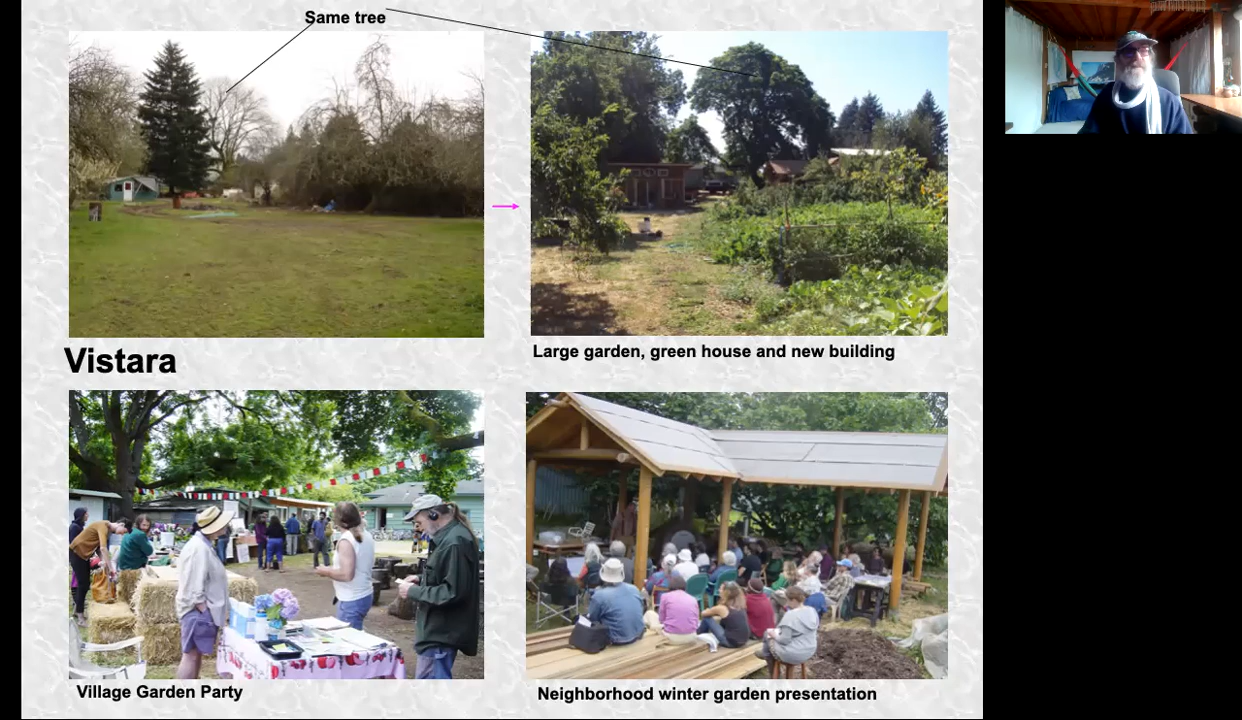 Same tree
Vistara
Large garden, green house and new building
Village Garden Party
Neighborhood winter garden presentation